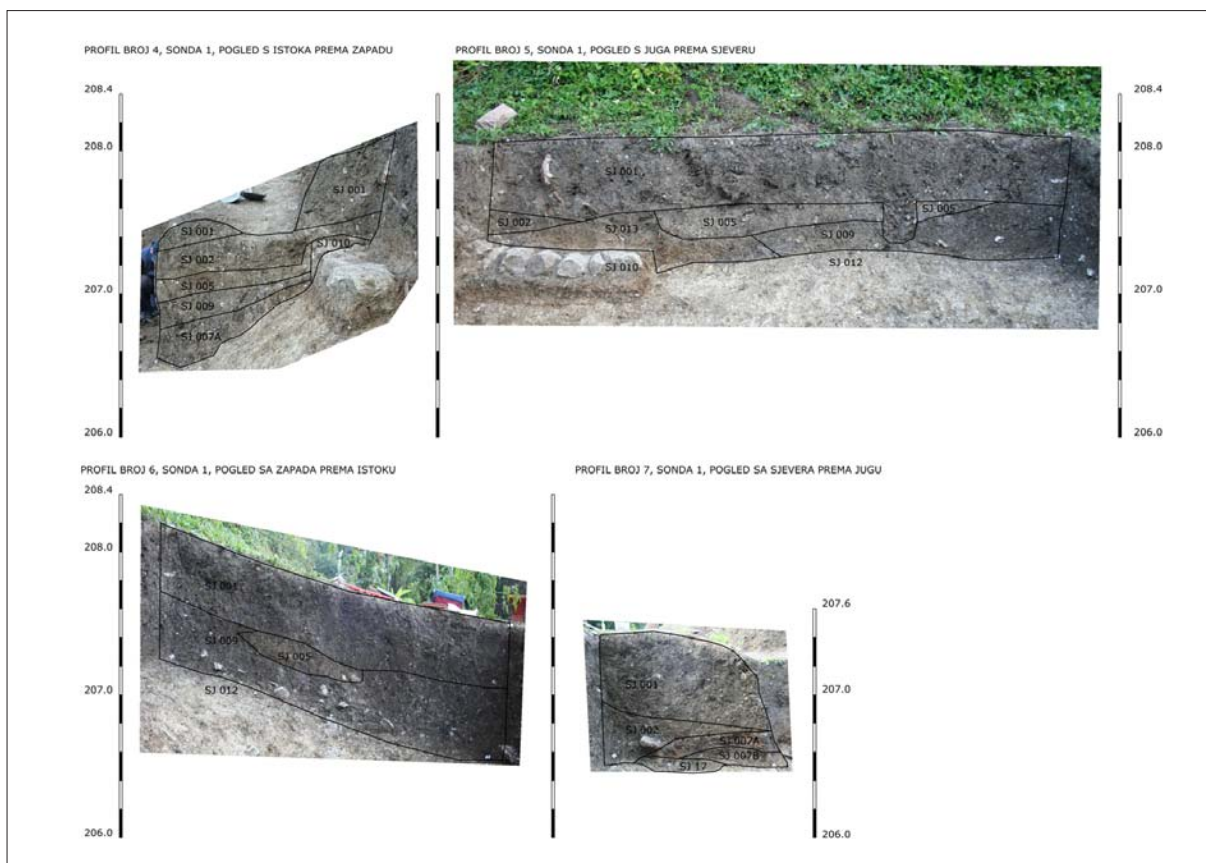 PROFIL BROJ 4, SONDA 1, POGLED S ISTOKA PREMA ZAPADU
208.4
208.0
207.0
206.0
SJ 001
SJ 001
SJ 010
SJ 002
SJ 005
SJ 009
SJ 007A
PROFIL BROJ 5, SONDA 1, POGLED S JUGA PREMA SJEVERU
208.4
208.0
207.0
206.0
SJ 001
SJ 002
SJ 013
SJ 005
SJ 005
SJ 009
SJ 010
SJ 012
PROFIL BROJ 6, SONDA 1, POGLED SA ZAPADA PREMA ISTOKU
208.4
208.0
207.0
206.0
SJ 001
SJ 009
SJ 005
SJ 012
PROFIL BROJ 7, SONDA 1, POGLED SA SJEVERA PREMA JUGU
207.6
207.0
206.0
SJ 001
SJ 002
SJ 007A
SJ 007B
SJ 17